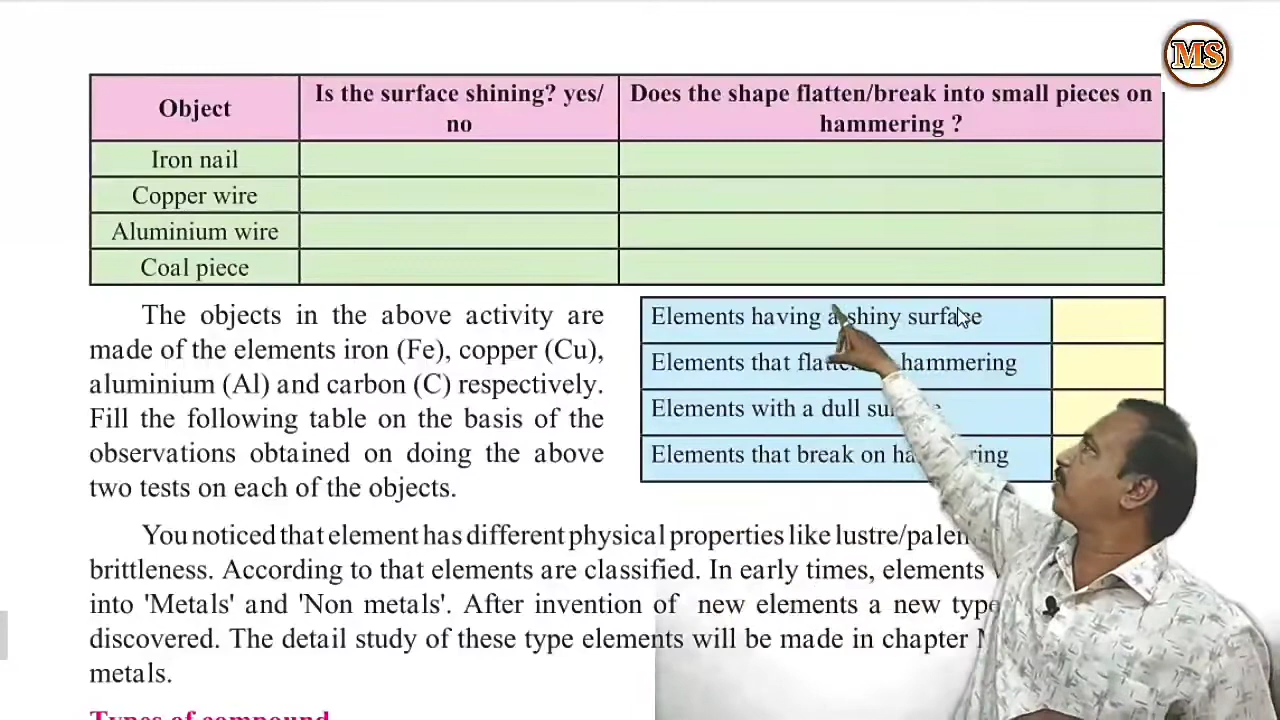 MS
Object
Is the surface shining? yes/
no
Does the shape flatten/break into small pieces on
hammering ?
Iron nail
Copper wire
Aluminium wire
Coal piece
The objects in the above activity are
made of the elements iron (Fe), copper (Cu),
aluminium (Al) and carbon (C) respectively.
Fill the following table on the basis of the
observations obtained on doing the above
two tests on each of the objects.
Elements having a shiny surface
Elements that hammering
Elements with a dull
Elements that break on
You noticed that element has different physical properties like
brittleness. According to that elements are classified. In early times, elements
into 'Metals' and 'Non metals'. After invention of new elements a new
discovered. The detail study of these type elements will be made in chapter
metals.
Types of compound